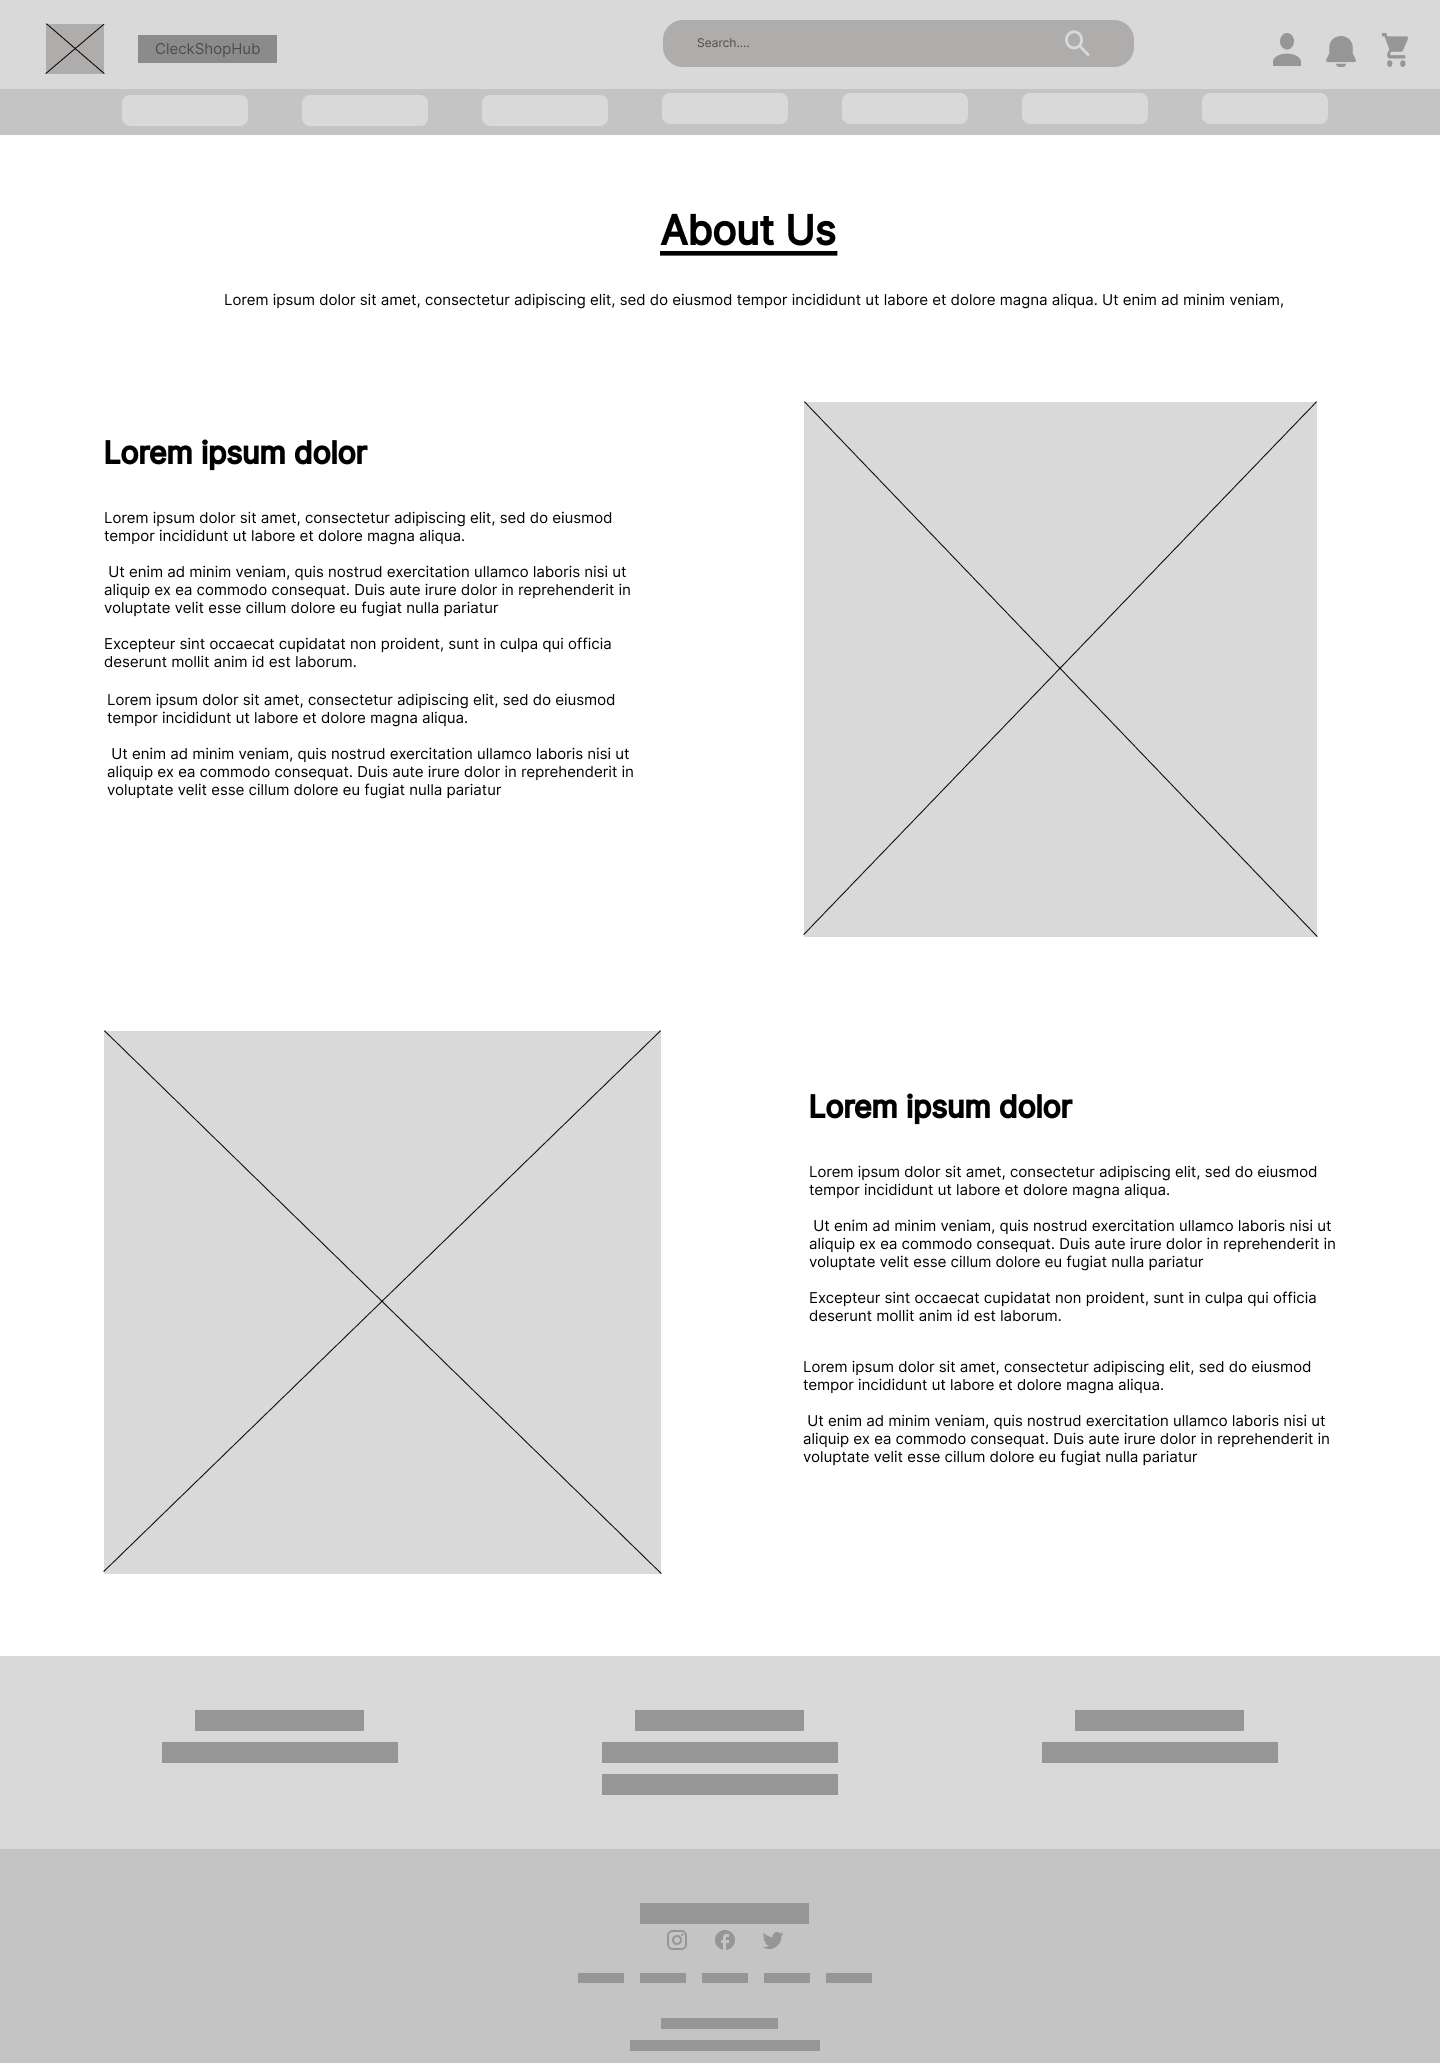 CleckShopHub
Search....
About Us
Lorem ipsum dolor sit amet, consectetur adipiscing elit, sed do eiusmod tempor incididunt ut labore et dolore magna aliqua. Ut enim ad minim veniam,
Lorem ipsum dolor
Lorem ipsum dolor sit amet, consectetur adipiscing elit, sed do eiusmod
tempor incididunt ut labore et dolore magna aliqua.
Ut enim ad minim veniam, quis nostrud exercitation ullamco laboris nisi ut
aliquip ex ea commodo consequat. Duis aute irure dolor in reprehenderit in
voluptate velit esse cillum dolore eu fugiat nulla pariatur
Excepteur sint occaecat cupidatat non proident, sunt in culpa qui officia
deserunt mollit anim id est laborum.
Lorem ipsum dolor sit amet, consectetur adipiscing elit, sed do eiusmod
tempor incididunt ut labore et dolore magna aliqua.
Ut enim ad minim veniam, quis nostrud exercitation ullamco laboris nisi ut
aliquip ex ea commodo consequat. Duis aute irure dolor in reprehenderit in
voluptate velit esse cillum dolore eu fugiat nulla pariatur
Lorem ipsum dolor
Lorem ipsum dolor sit amet, consectetur adipiscing elit, sed do eiusmod
tempor incididunt ut labore et dolore magna aliqua.
Ut enim ad minim veniam, quis nostrud exercitation ullamco laboris nisi ut
aliquip ex ea commodo consequat. Duis aute irure dolor in reprehenderit in
voluptate velit esse cillum dolore eu fugiat nulla pariatur
Excepteur sint occaecat cupidatat non proident, sunt in culpa qui officia
deserunt mollit anim id est laborum.
Lorem ipsum dolor sit amet, consectetur adipiscing elit, sed do eiusmod
tempor incididunt ut labore et dolore magna aliqua.
Ut enim ad minim veniam, quis nostrud exercitation ullamco laboris nisi ut
aliquip ex ea commodo consequat. Duis aute irure dolor in reprehenderit in
voluptate velit esse cillum dolore eu fugiat nulla pariatur